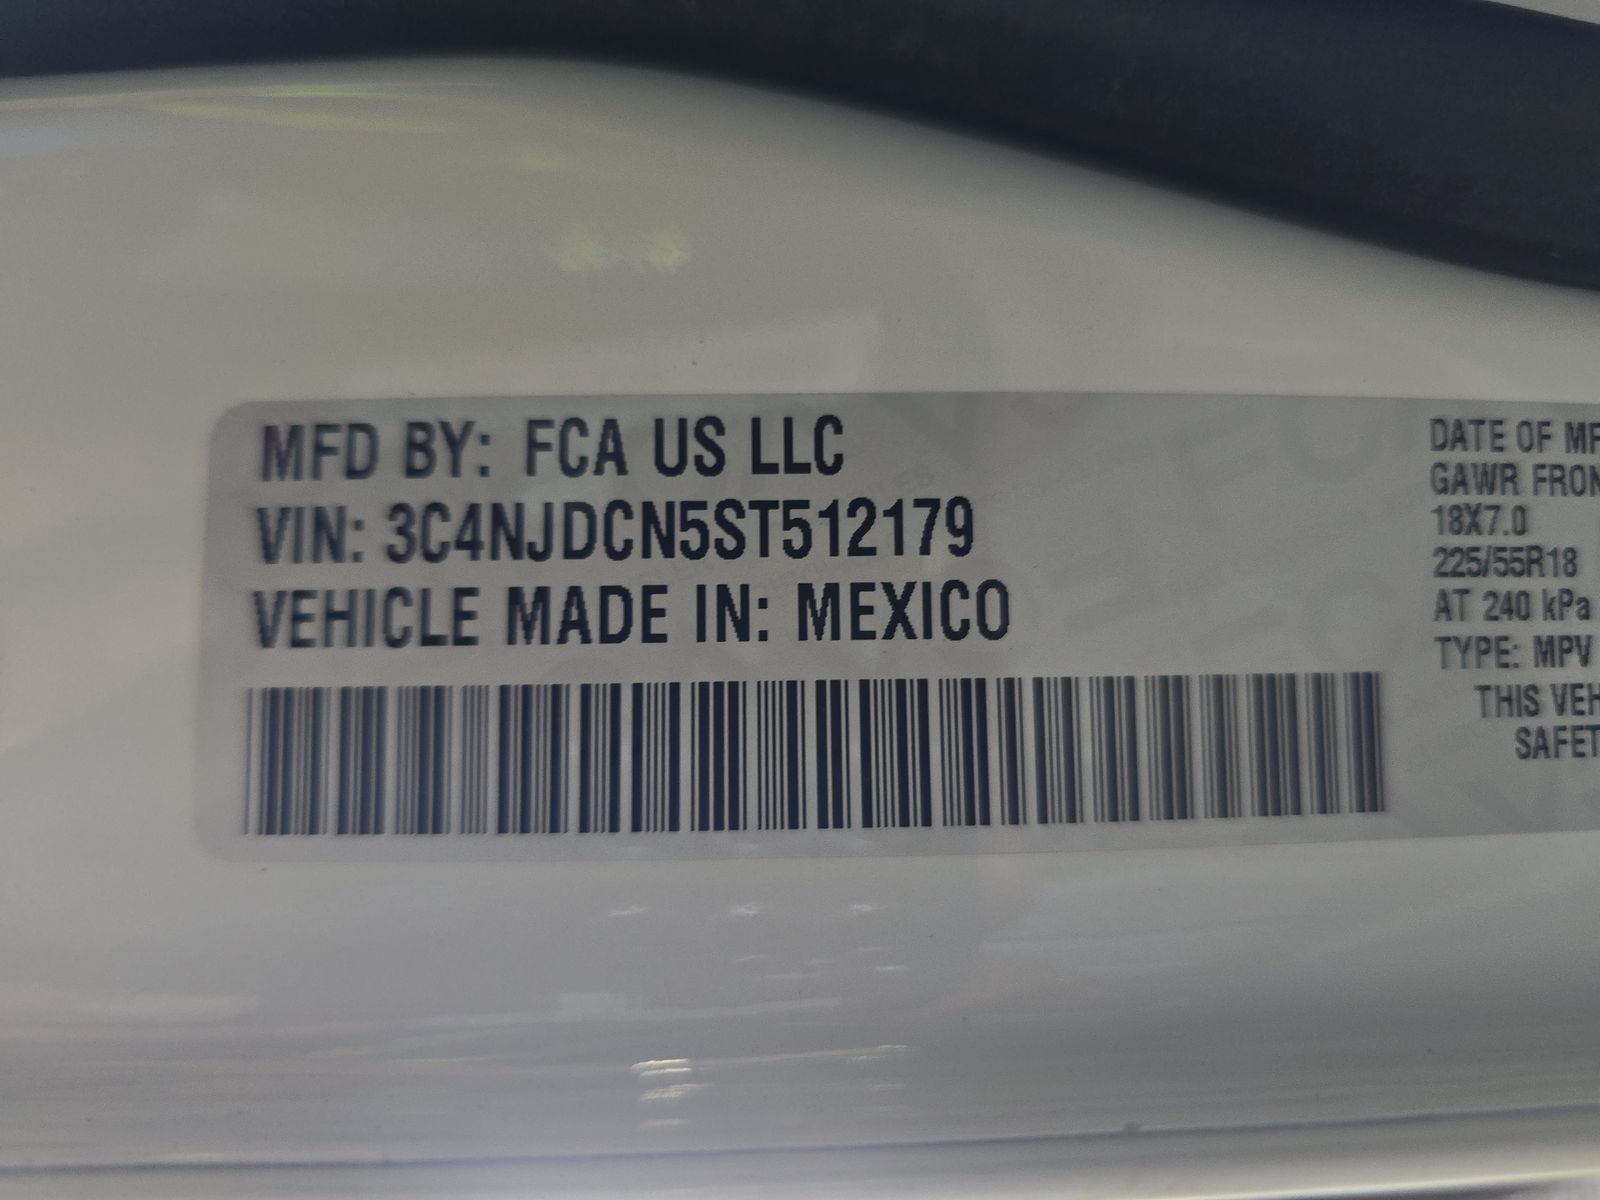 MFD BY: FCA US LLC
VIN: 3C4NJDCN5ST512179
VEHICLE MADE IN: MEXICO
DATE OF MF
GAWR FRON
18X7.0
225/55R18
AT 240 kPa
TYPE: MPV
THIS VEH
SAFET